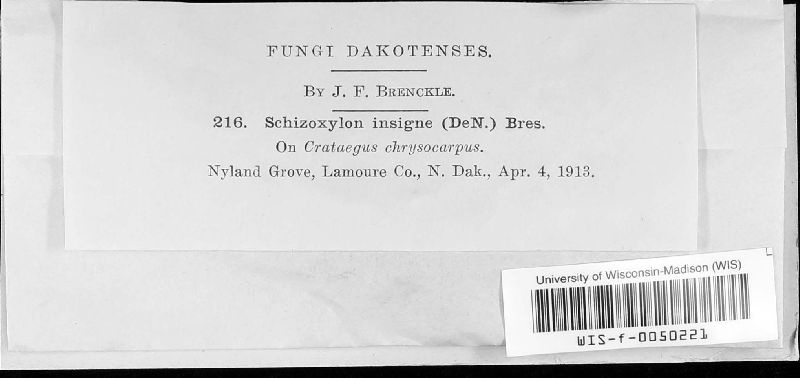 FUNGI DAKOTENSES.
BY J. F. BRENCKLE.
216. Schizoxylon insigne (DeN.) Bres.
On Crataegus chrysocarpus.
Nyland Grove, Lamoure Co., N. Dak., Apr. 4, 1913.
University of Wisconsin-Madison (WIS)
WIS-f-0050221